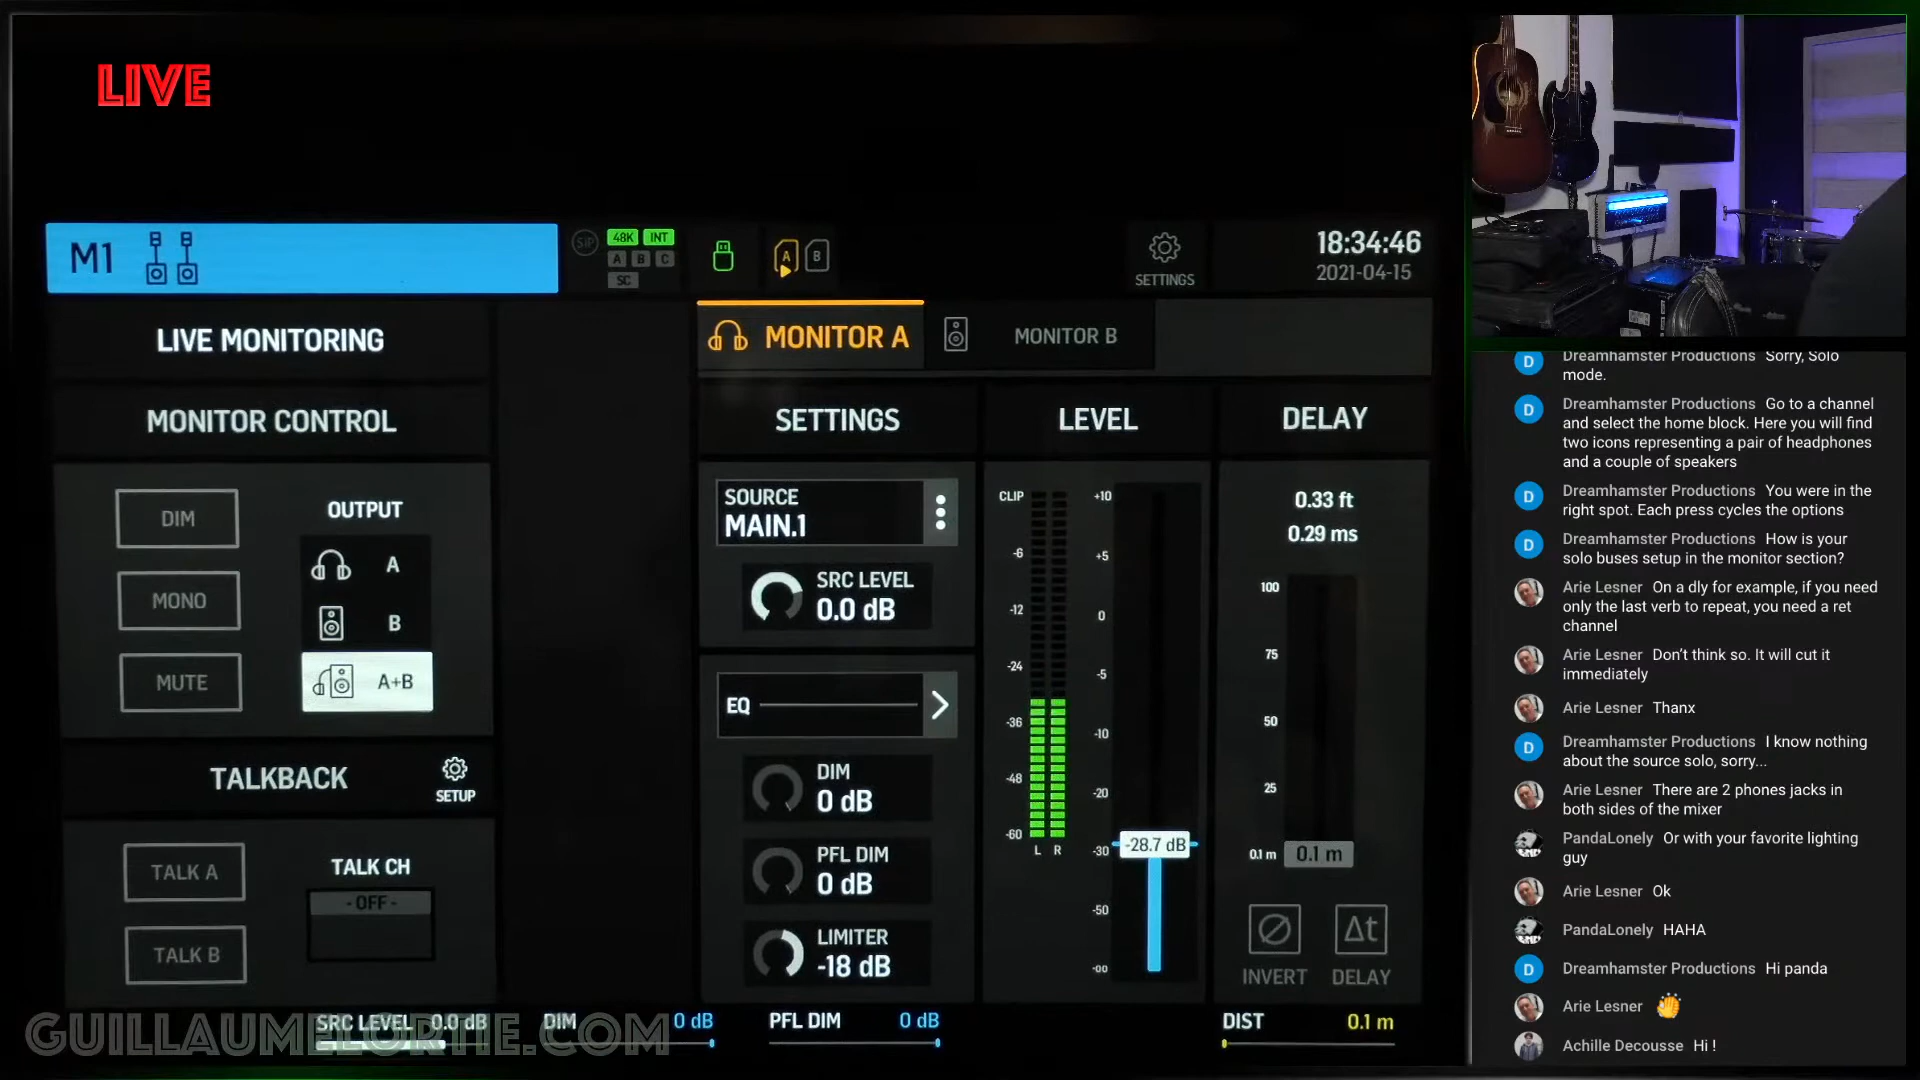 LIVE
M1
SIP
48K INT
A B C
SC
A B
SETTINGS
18:34:46
2021-04-15
LIVE MONITORING
MONITOR A
MONITOR B
MONITOR CONTROL
SETTINGS
LEVEL
DELAY
DIM
MONO
MUTE
OUTPUT
A
B
A+B
SOURCE
MAIN.1
SRC LEVEL
0.0 dB
EQ
DIM
0 dB
PFL DIM
0 dB
LIMITER
-18 dB
CLIP
-6
-12
-24
-36
-48
-60
L R
+10
+5
0
-5
-10
-20
-30
-50
-oo
-28.7 dB
0.33 ft
0.29 ms
100
75
50
25
0.1 m
0.1 m
INVERT
Δt
DELAY
TALKBACK
SETUP
TALK A
TALK B
TALK CH
-OFF-
SRC LEVEL 0.0 dB
DIM 0 dB
PFL DIM 0 dB
DIST 0.1 m
GUILLAUMELORTIE.COM
D Dreamhamster Productions Sorry, Solo
mode.
D Dreamhamster Productions Go to a channel
and select the home block. Here you will find
two icons representing a pair of headphones
and a couple of speakers
D Dreamhamster Productions You were in the
right spot. Each press cycles the options
D Dreamhamster Productions How is your
solo buses setup in the monitor section?
Arie Lesner On a dly for example, if you need
only the last verb to repeat, you need a ret
channel
Arie Lesner Don't think so. It will cut it
immediately
Arie Lesner Thanx
D Dreamhamster Productions I know nothing
about the source solo, sorry...
Arie Lesner There are 2 phones jacks in
both sides of the mixer
PandaLonely Or with your favorite lighting
guy
Arie Lesner Ok
PandaLonely HAHA
D Dreamhamster Productions Hi panda
Arie Lesner 👏
Achille Decousse Hi !